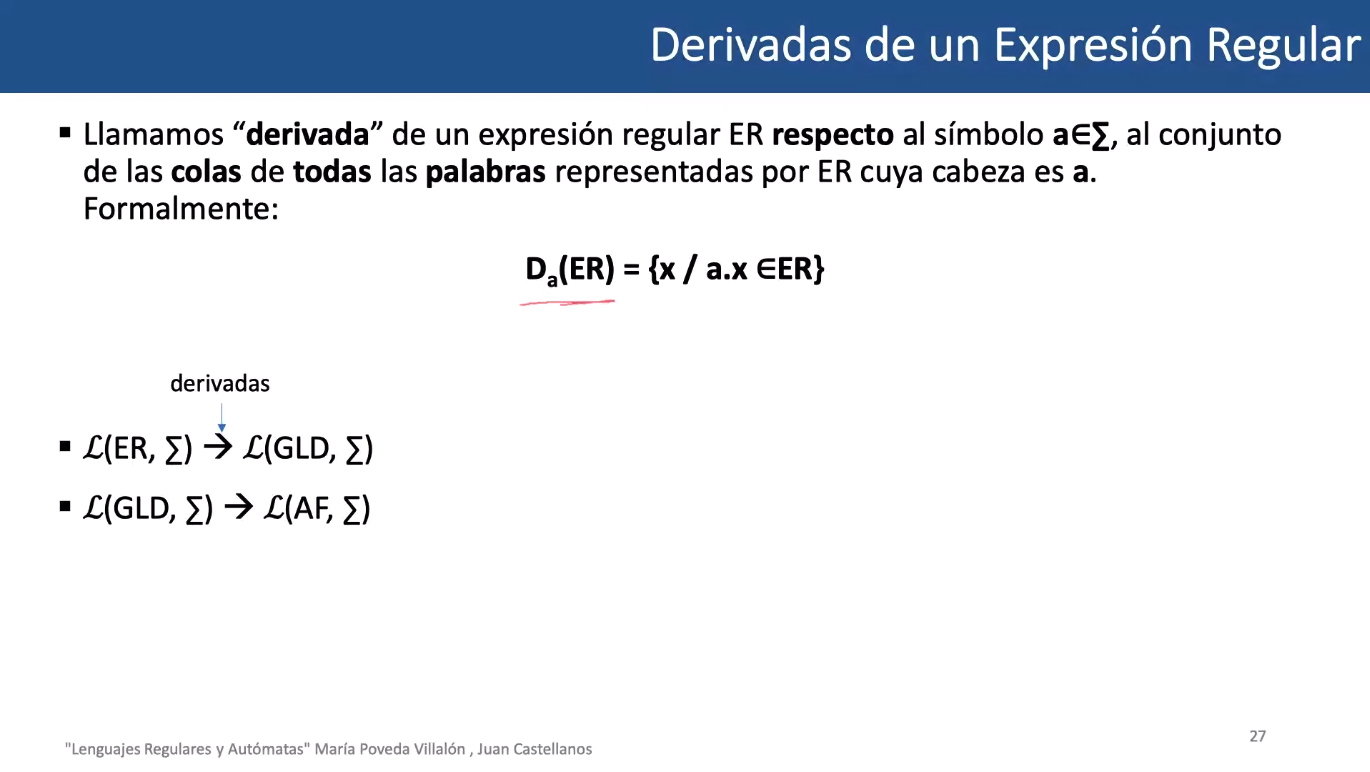 Derivadas de un Expresión Regular
▪ Llamamos “derivada” de un expresión regular ER respecto al símbolo a∈∑, al conjunto
de las colas de todas las palabras representadas por ER cuya cabeza es a.
Formalmente:
Dₐ(ER) = {x / a.x ∈ER}
derivadas
▪ ℒ(ER, ∑) → ℒ(GLD, ∑)
▪ ℒ(GLD, ∑) → ℒ(AF, ∑)
"Lenguajes Regulares y Autómatas" María Poveda Villalón , Juan Castellanos
27